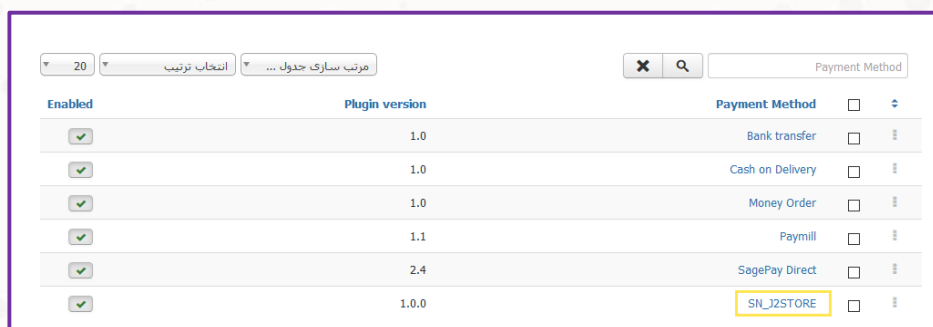 Payment Method مرتب سازی جدول ... انتخاب ترتیب 20
Payment Method Plugin version Enabled
Bank transfer 1.0
Cash on Delivery 1.0
Money Order 1.0
Paymill 1.1
SagePay Direct 2.4
SN_J2STORE 1.0.0